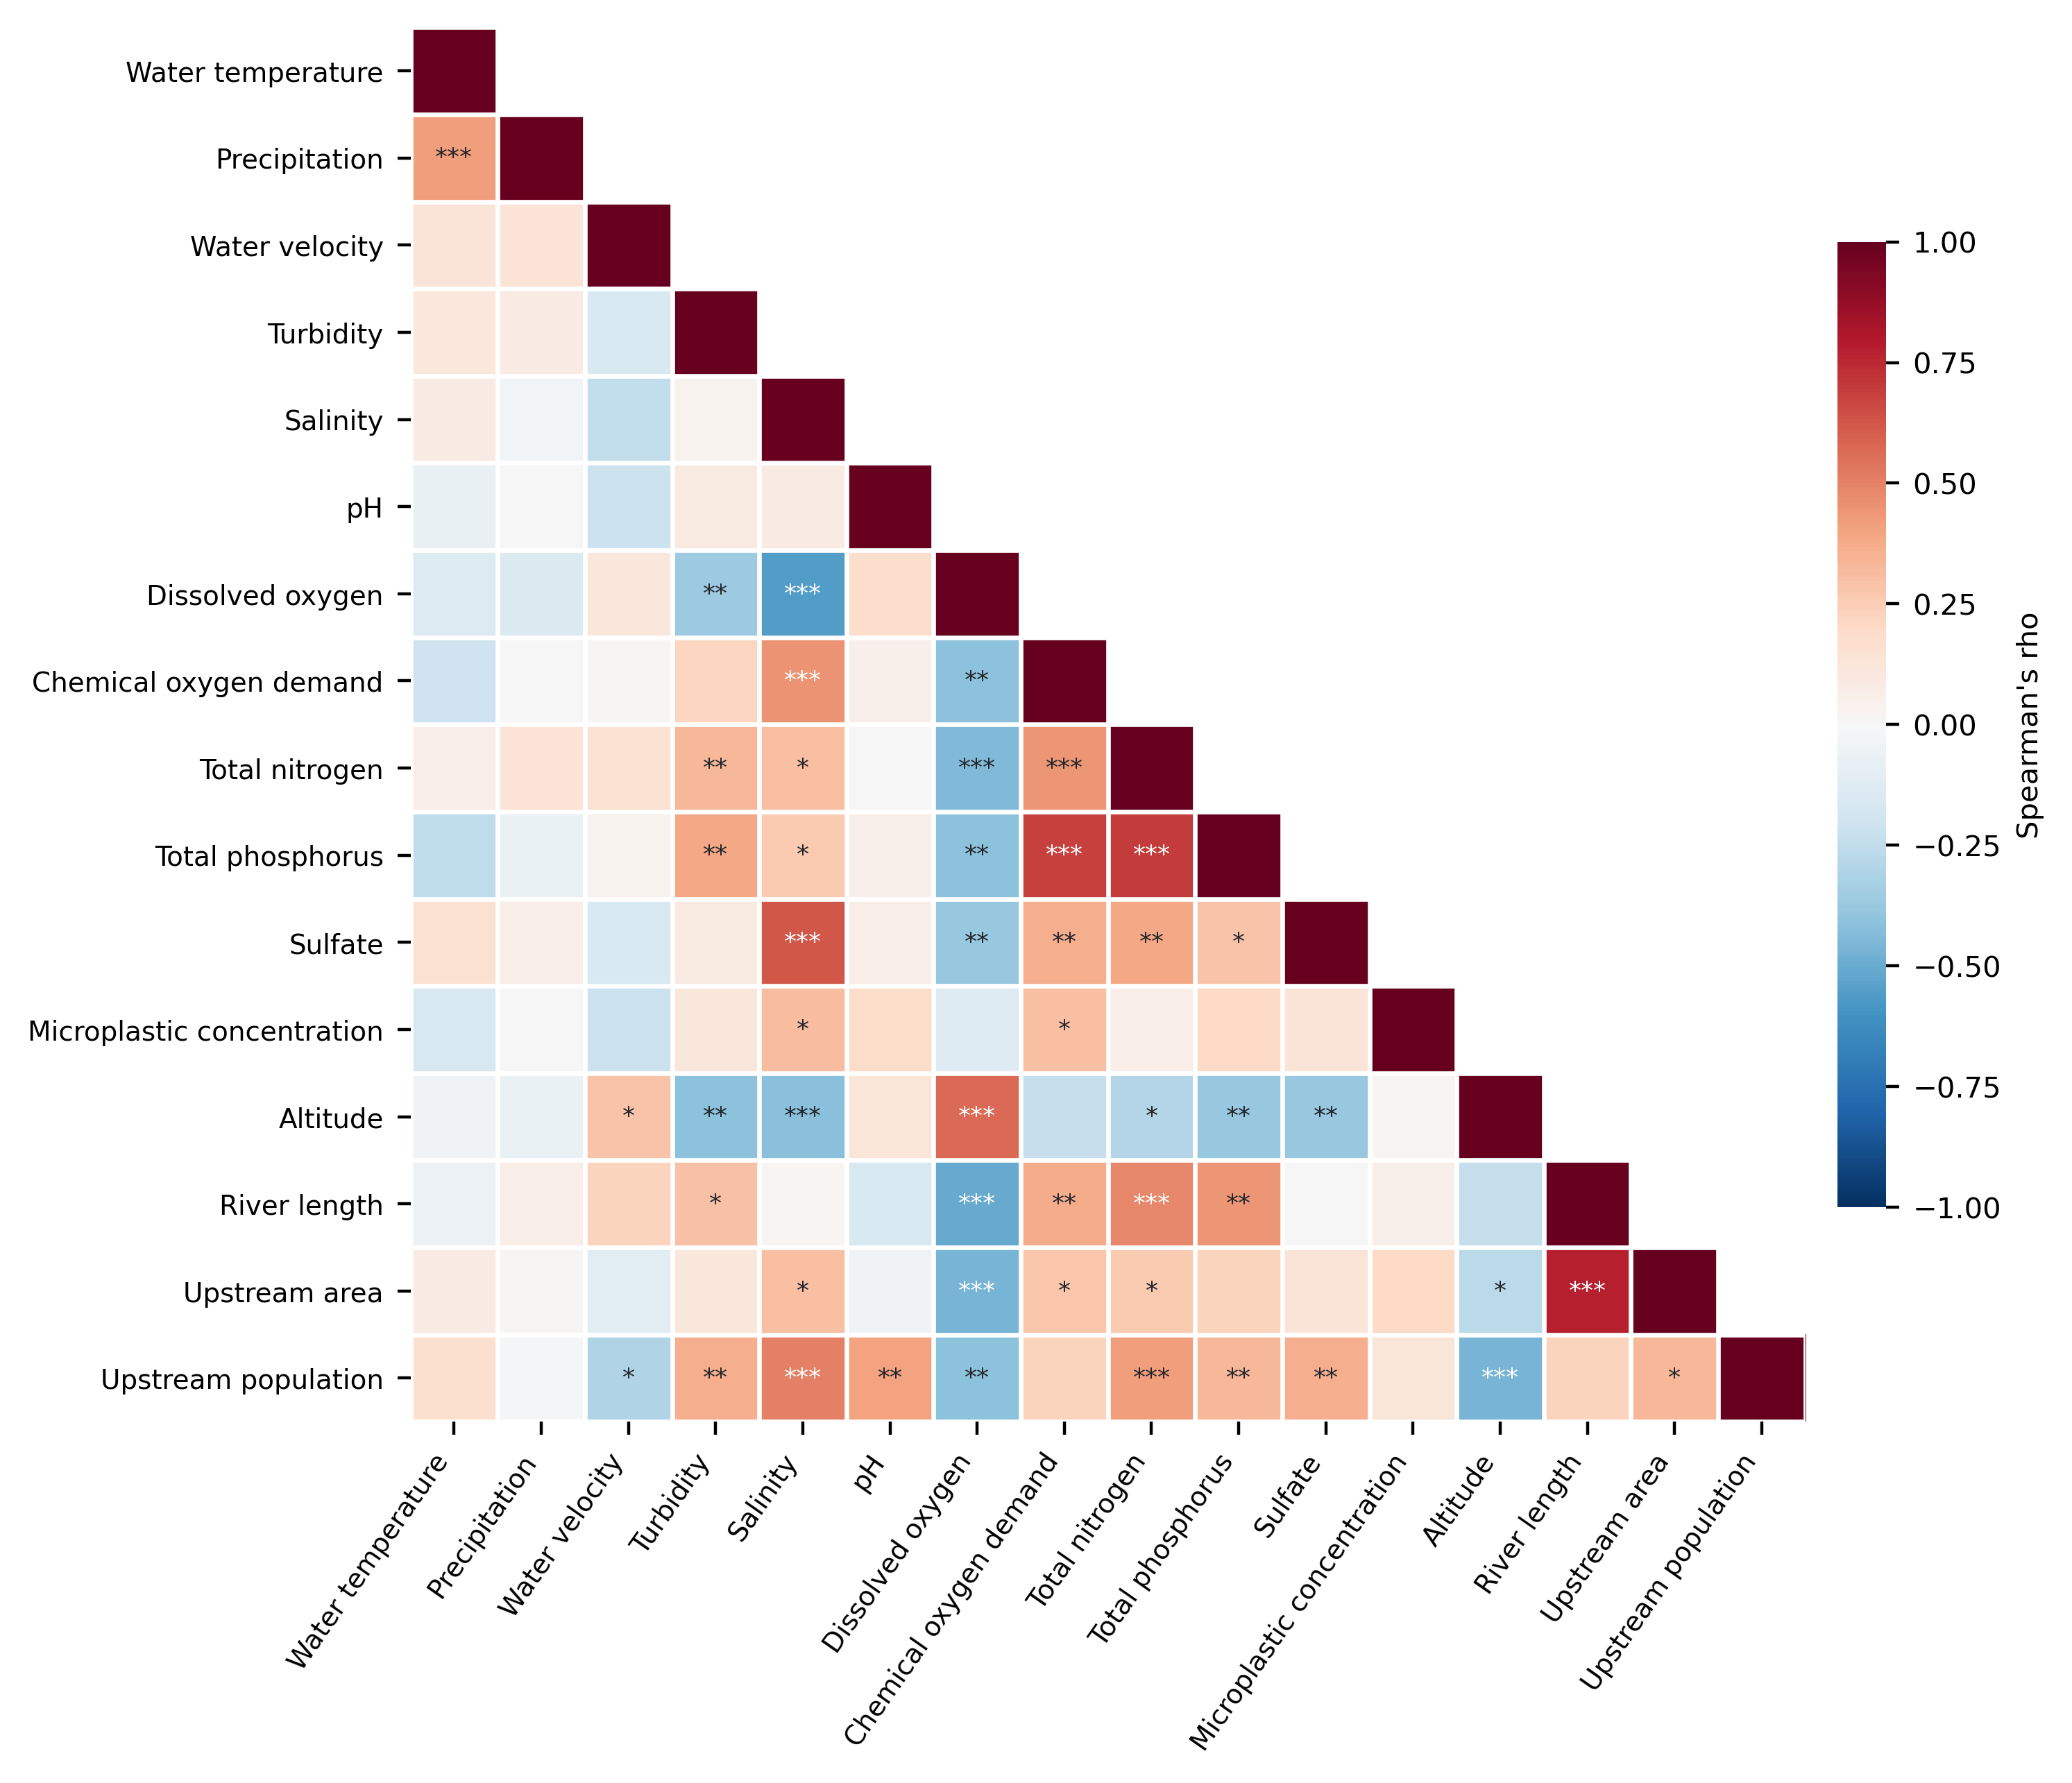 Water temperature
Precipitation
***
Water velocity
Turbidity
Salinity
pH
Dissolved oxygen
** ***
Chemical oxygen demand
*** **
Total nitrogen
** * *** ***
Total phosphorus
** * ** *** ***
Sulfate
*** ** ** ** *
Microplastic concentration
* *
Altitude
* ** *** *** * ** **
River length
* *** ** *** **
Upstream area
* *** * * * ***
Upstream population
* ** *** ** ** *** ** ** *** *
Water temperature
Precipitation
Water velocity
Turbidity
Salinity
pH
Dissolved oxygen
Chemical oxygen demand
Total nitrogen
Total phosphorus
Sulfate
Microplastic concentration
Altitude
River length
Upstream area
Upstream population
1.00
0.75
0.50
0.25
0.00
−0.25
−0.50
−0.75
−1.00
Spearman's rho